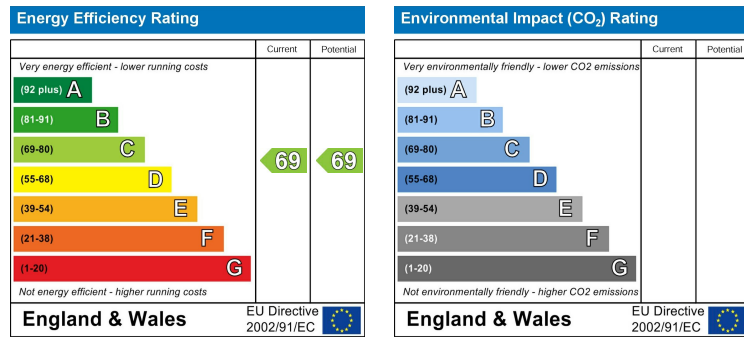 Energy Efficiency Rating
Current Potential
Very energy efficient - lower running costs
(92 plus) A
(81-91) B
(69-80) C
69 69
(55-68) D
(39-54) E
(21-38) F
(1-20) G
Not energy efficient - higher running costs
England & Wales
EU Directive
2002/91/EC
Environmental Impact (CO₂) Rating
Current Potential
Very environmentally friendly - lower CO2 emissions
(92 plus) A
(81-91) B
(69-80) C
(55-68) D
(39-54) E
(21-38) F
(1-20) G
Not environmentally friendly - higher CO2 emissions
England & Wales
EU Directive
2002/91/EC